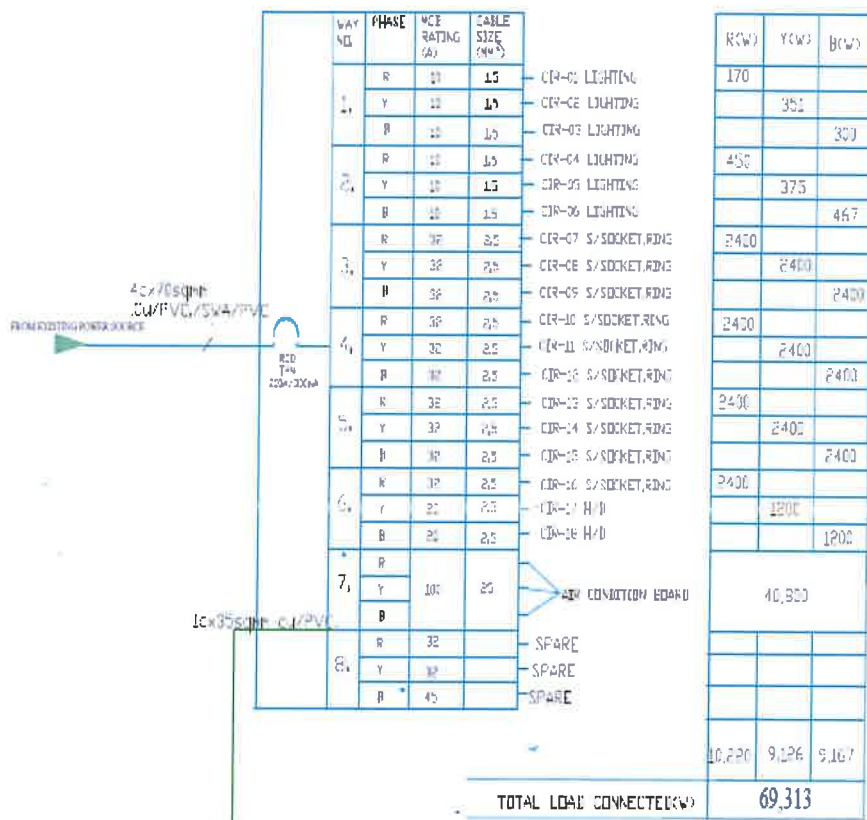 WAY NO. PHASE MCB RATING (A) CABLE SIZE (MM²) R(W) Y(W) B(W)
1. R 10 1.5 CIR-01 LIGHTING 170
Y 10 1.5 CIR-02 LIGHTING 351
B 10 1.5 CIR-03 LIGHTING 300
2. R 10 1.5 CIR-04 LIGHTING 450
Y 10 1.5 CIR-05 LIGHTING 375
B 10 1.5 CIR-06 LIGHTING 467
3. R 32 2.5 CIR-07 S/SOCKET,RING 2400
Y 32 2.5 CIR-08 S/SOCKET,RING 2400
B 32 2.5 CIR-09 S/SOCKET,RING 2400
4. R 32 2.5 CIR-10 S/SOCKET,RING 2400
Y 32 2.5 CIR-11 S/SOCKET,RING 2400
B 32 2.5 CIR-12 S/SOCKET,RING 2400
5. R 32 2.5 CIR-13 S/SOCKET,RING 2400
Y 32 2.5 CIR-14 S/SOCKET,RING 2400
B 32 2.5 CIR-15 S/SOCKET,RING 2400
6. R 32 2.5 CIR-16 S/SOCKET,RING 2400
Y 20 2.5 CIR-17 H/D 1200
B 20 2.5 CIR-18 H/D 1200
7. R
Y 100 25 AIR CONDITION BOARD 40,800
B
8. R 32 SPARE
Y 32 SPARE
B 45 SPARE
10,220 9,126 9,167
TOTAL LOAD CONNECTED(W) 69,313
4cx70sqmm
Cu/PVC/SWA/PVC
FROM EXISTING POWER SOURCE
RCD
TPN
1cx35sqmm cu/PVC